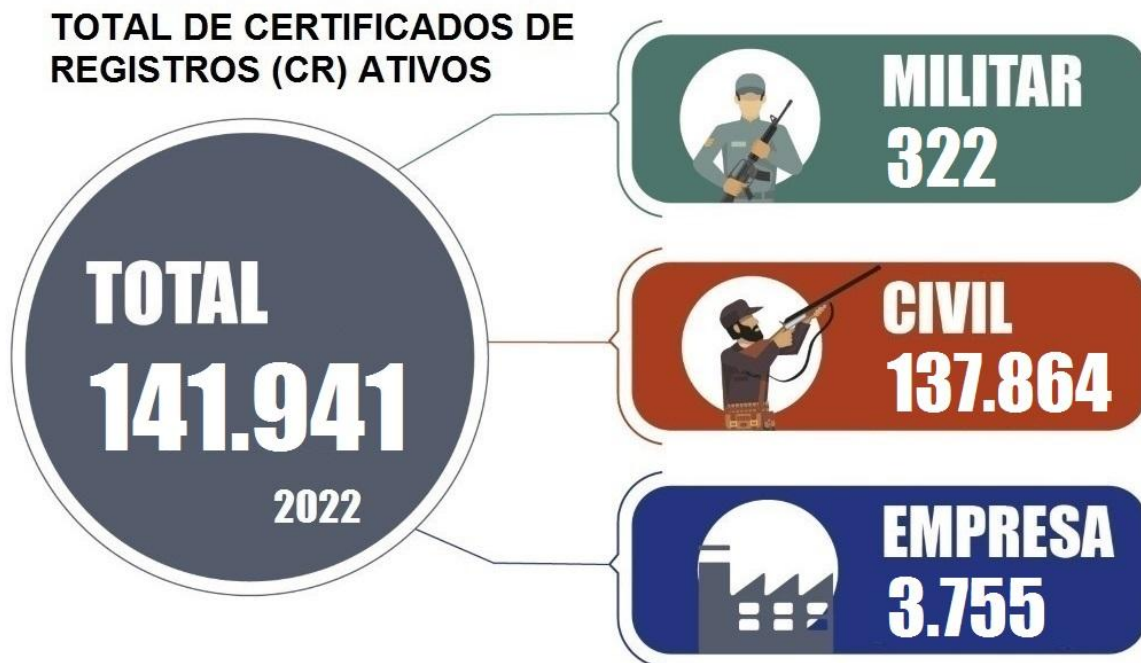 TOTAL DE CERTIFICADOS DE
REGISTROS (CR) ATIVOS
TOTAL
141.941
2022
MILITAR
322
CIVIL
137.864
EMPRESA
3.755